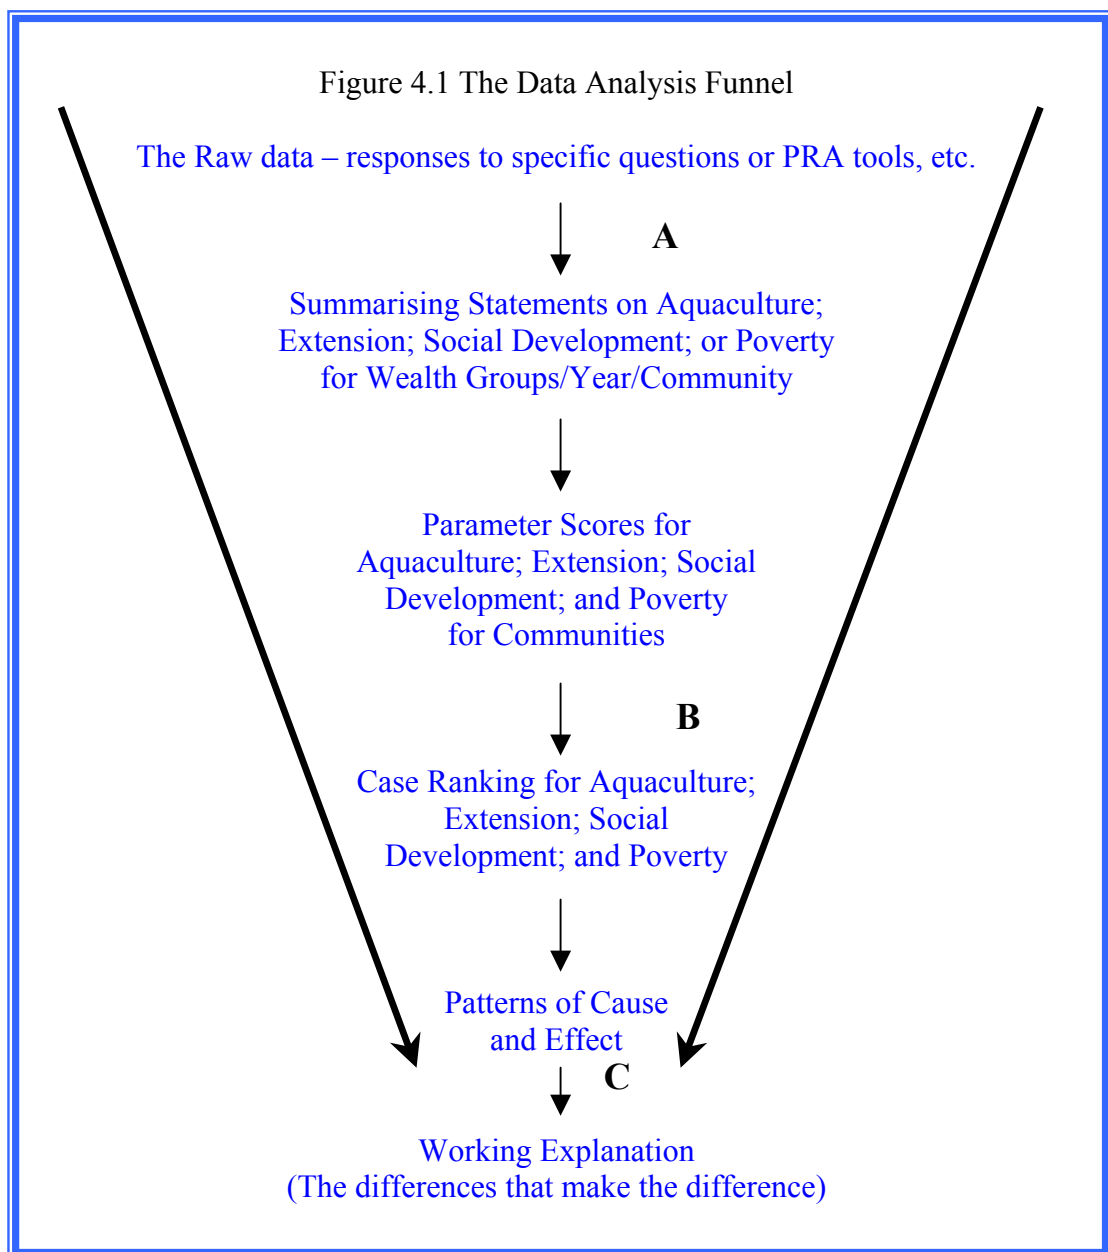 Figure 4.1 The Data Analysis Funnel
The Raw data – responses to specific questions or PRA tools, etc.
A
Summarising Statements on Aquaculture;
Extension; Social Development; or Poverty
for Wealth Groups/Year/Community
Parameter Scores for
Aquaculture; Extension; Social
Development; and Poverty
for Communities
B
Case Ranking for Aquaculture;
Extension; Social
Development; and Poverty
Patterns of Cause
and Effect
C
Working Explanation
(The differences that make the difference)